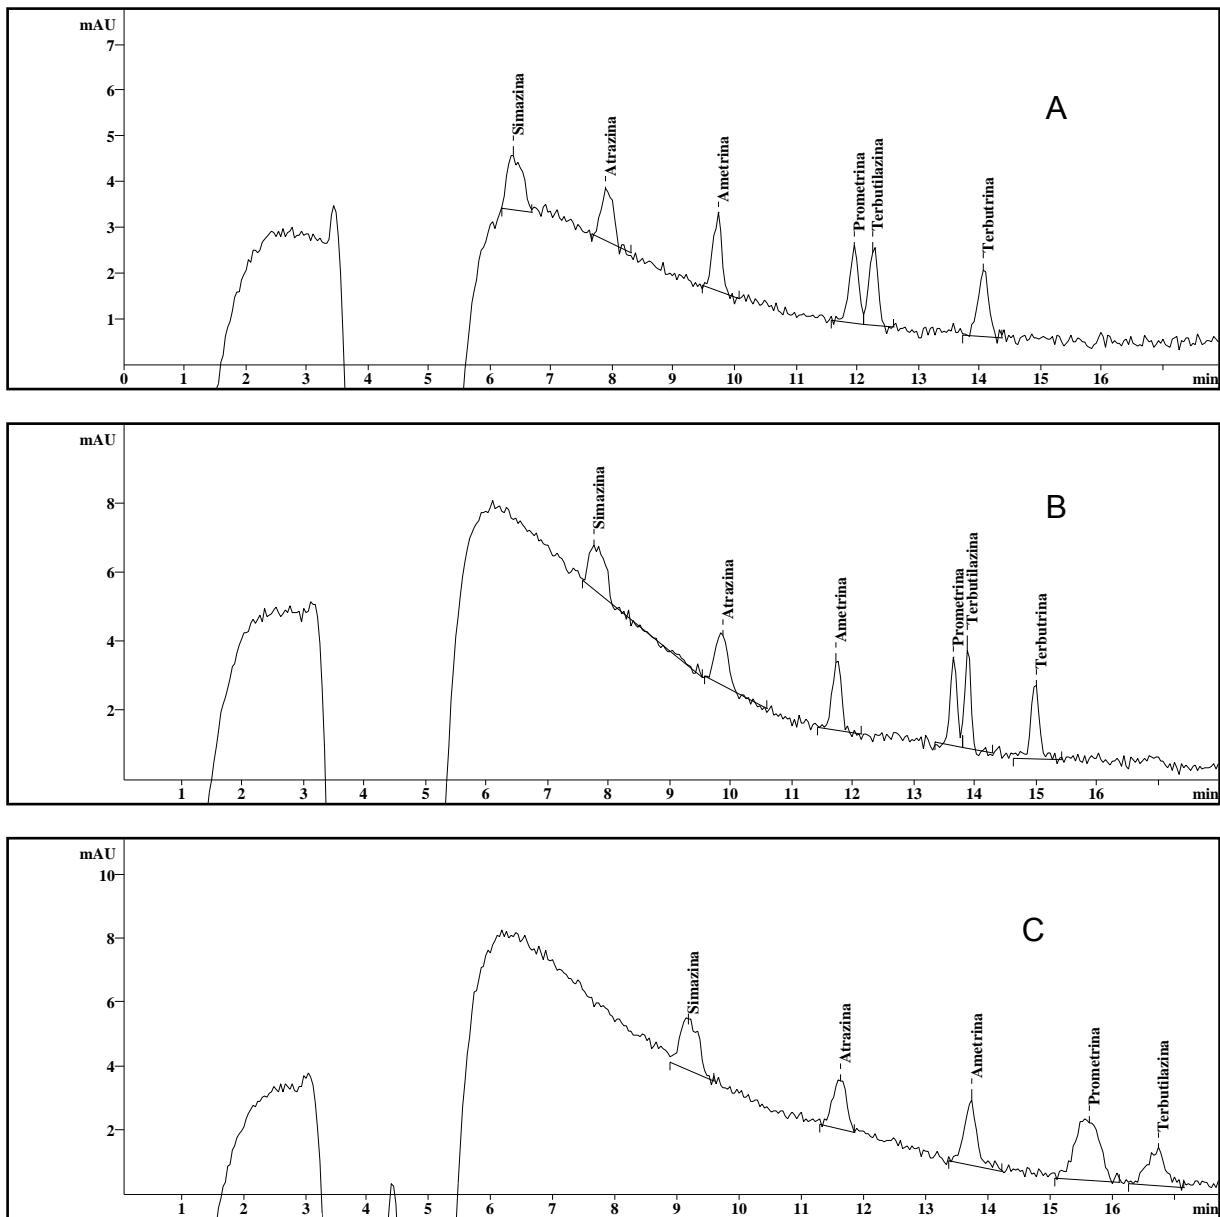 mAU
7
6
5
4
3
2
1
Simazina
Atrazina
Ametrina
Prometrina
Terbutilazina
Terbutrina
A
0 1 2 3 4 5 6 7 8 9 10 11 12 13 14 15 16 min
mAU
8
6
4
2
Simazina
Atrazina
Ametrina
Prometrina
Terbutilazina
Terbutrina
B
1 2 3 4 5 6 7 8 9 10 11 12 13 14 15 16 min
mAU
10
8
6
4
2
Simazina
Atrazina
Ametrina
Prometrina
Terbutilazina
C
1 2 3 4 5 6 7 8 9 10 11 12 13 14 15 16 min